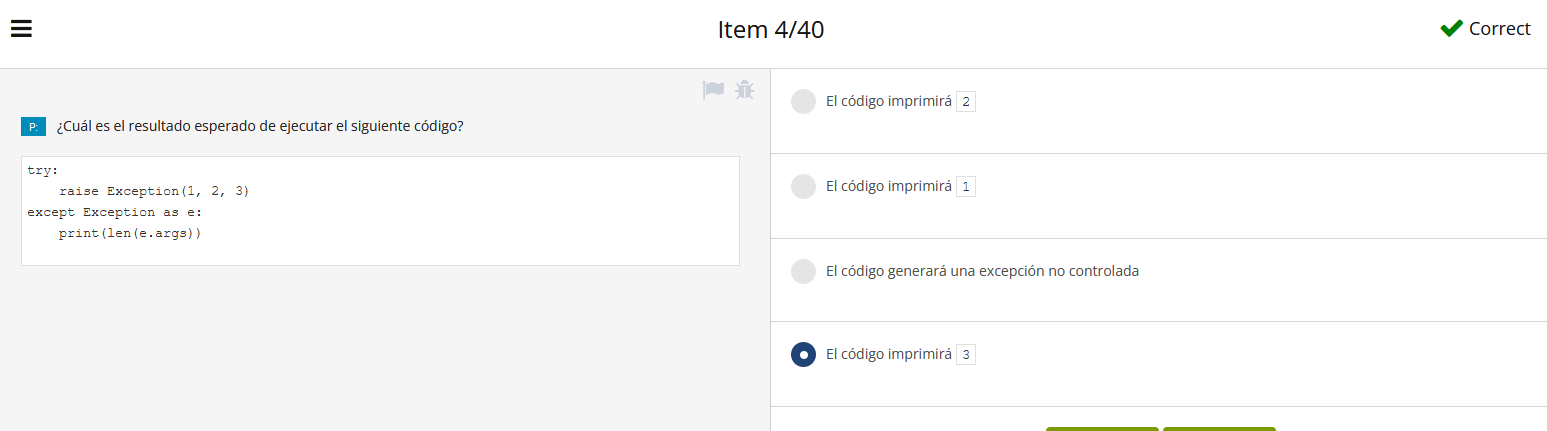 Item 4/40
Correct
P: ¿Cuál es el resultado esperado de ejecutar el siguiente código?
try:
    raise Exception(1, 2, 3)
except Exception as e:
    print(len(e.args))
El código imprimirá 2
El código imprimirá 1
El código generará una excepción no controlada
El código imprimirá 3